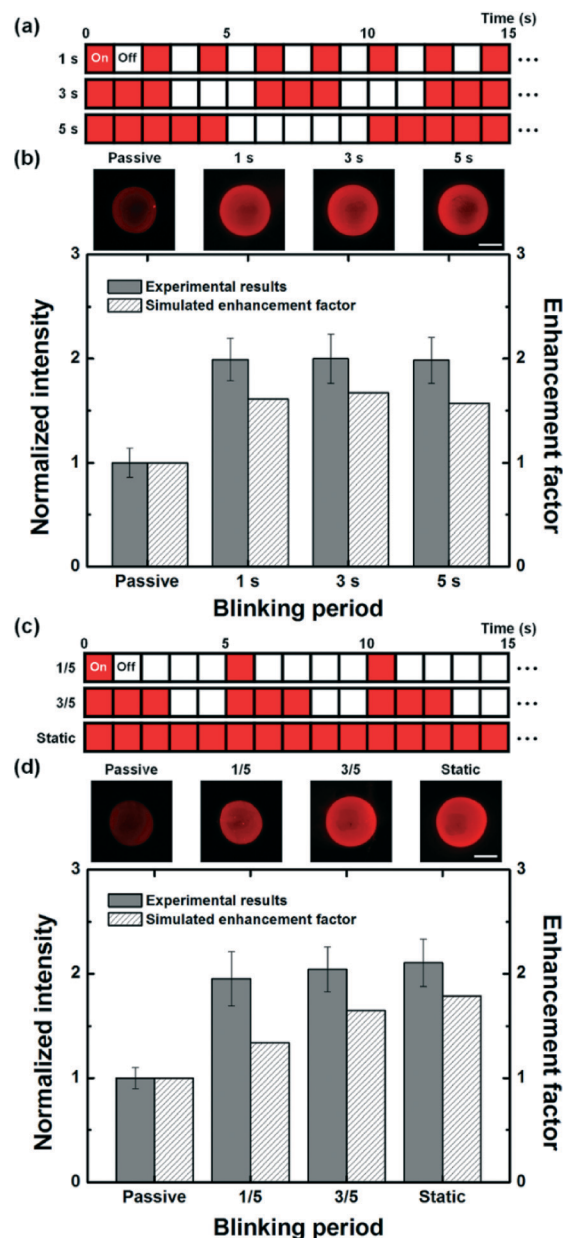 (a)
Time (s)
0 5 10 15
1 s On Off ...
3 s ...
5 s ...
(b)
Passive 1 s 3 s 5 s
3 3
Experimental results
Simulated enhancement factor
2 2
1 1
0 0
Normalized intensity
Enhancement factor
Passive 1 s 3 s 5 s
Blinking period
(c)
Time (s)
0 5 10 15
1/5 On Off ...
3/5 ...
Static ...
(d)
Passive 1/5 3/5 Static
3 3
Experimental results
Simulated enhancement factor
2 2
1 1
0 0
Normalized intensity
Enhancement factor
Passive 1/5 3/5 Static
Blinking period